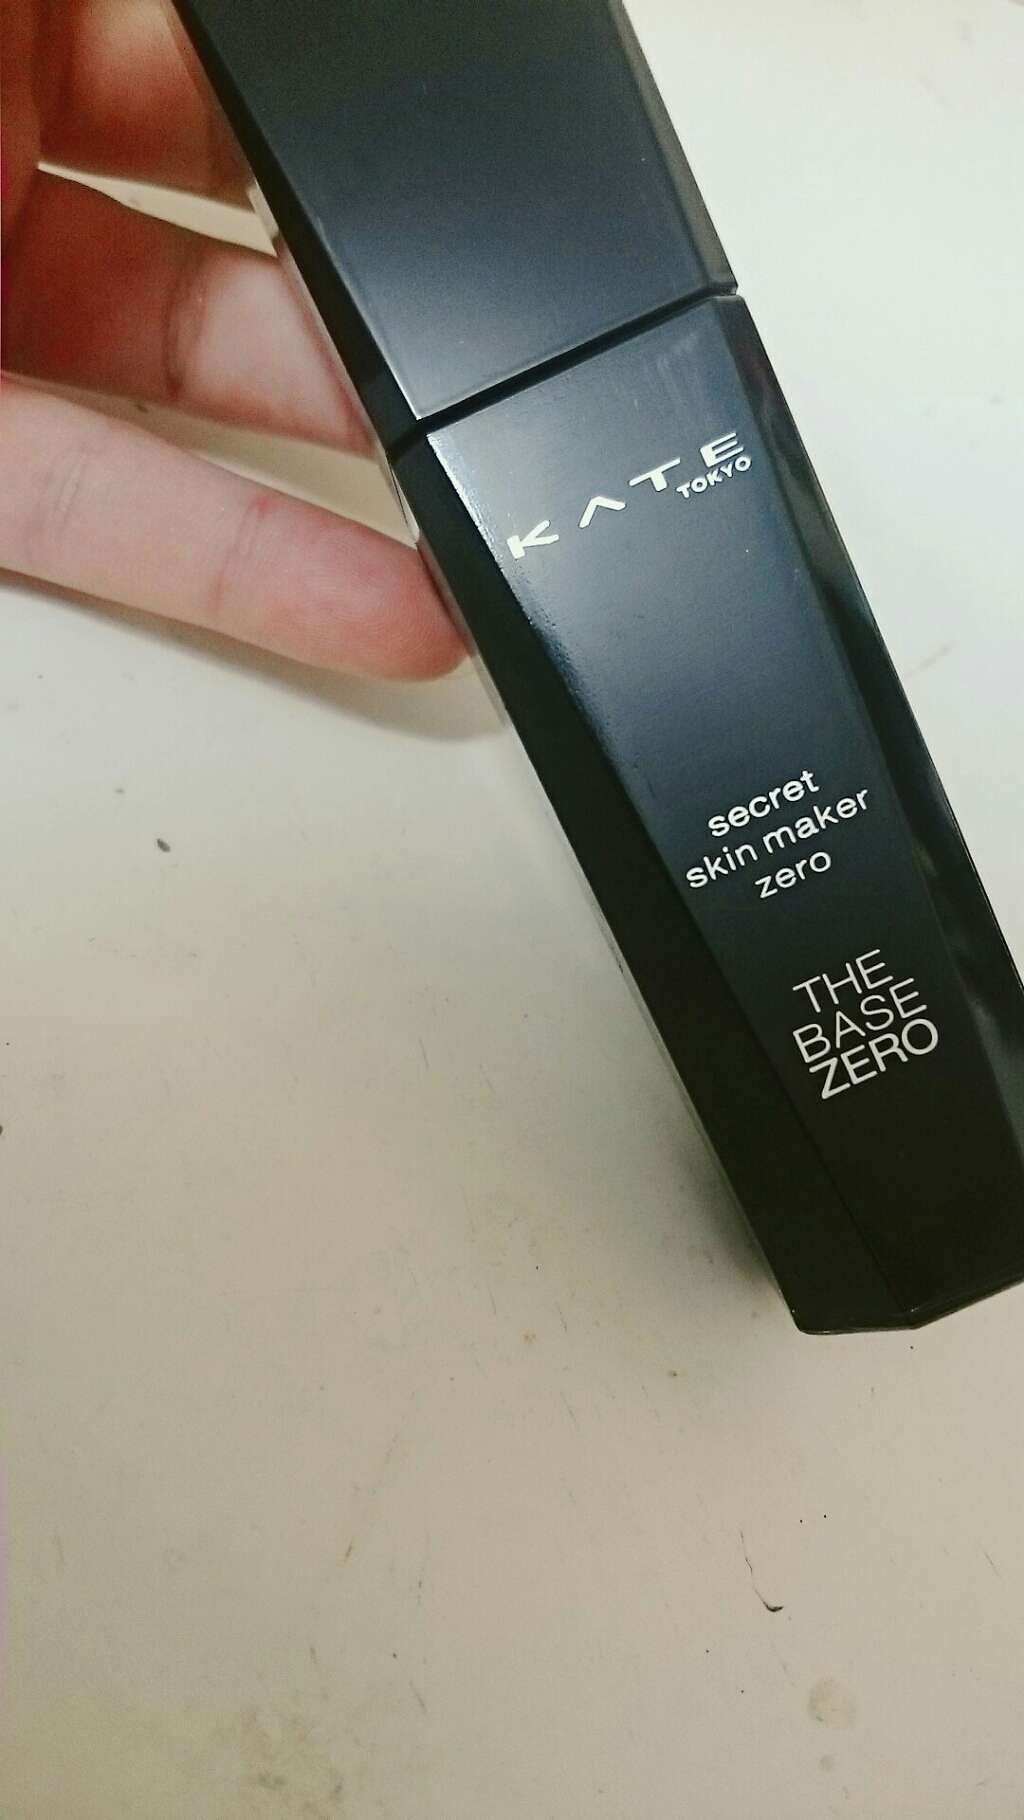 KATE
TOKYO
secret
skin maker
zero
THE
BASE
ZERO